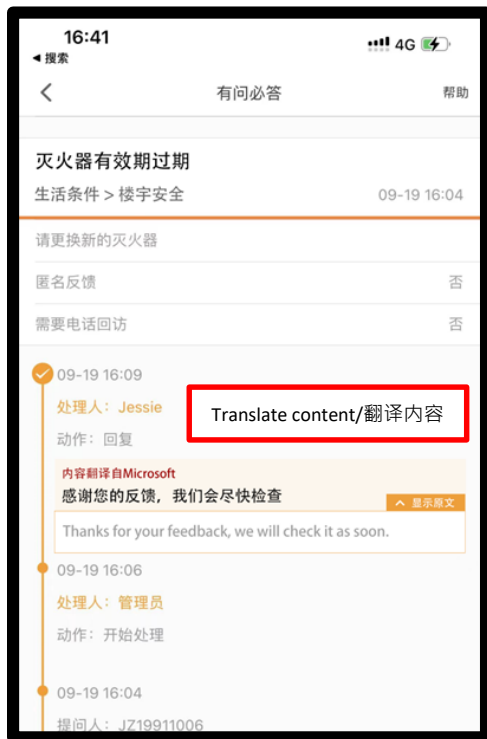 16:41
4G
搜索
有问必答
帮助
灭火器有效期过期
生活条件 > 楼宇安全
09-19 16:04
请更换新的灭火器
匿名反馈
否
需要电话回访
否
09-19 16:09
处理人：Jessie
动作：回复
Translate content/翻译内容
内容翻译自Microsoft
感谢您的反馈，我们会尽快检查
显示原文
Thanks for your feedback, we will check it as soon.
09-19 16:06
处理人：管理员
动作：开始处理
09-19 16:04
提问人：JZ19911006